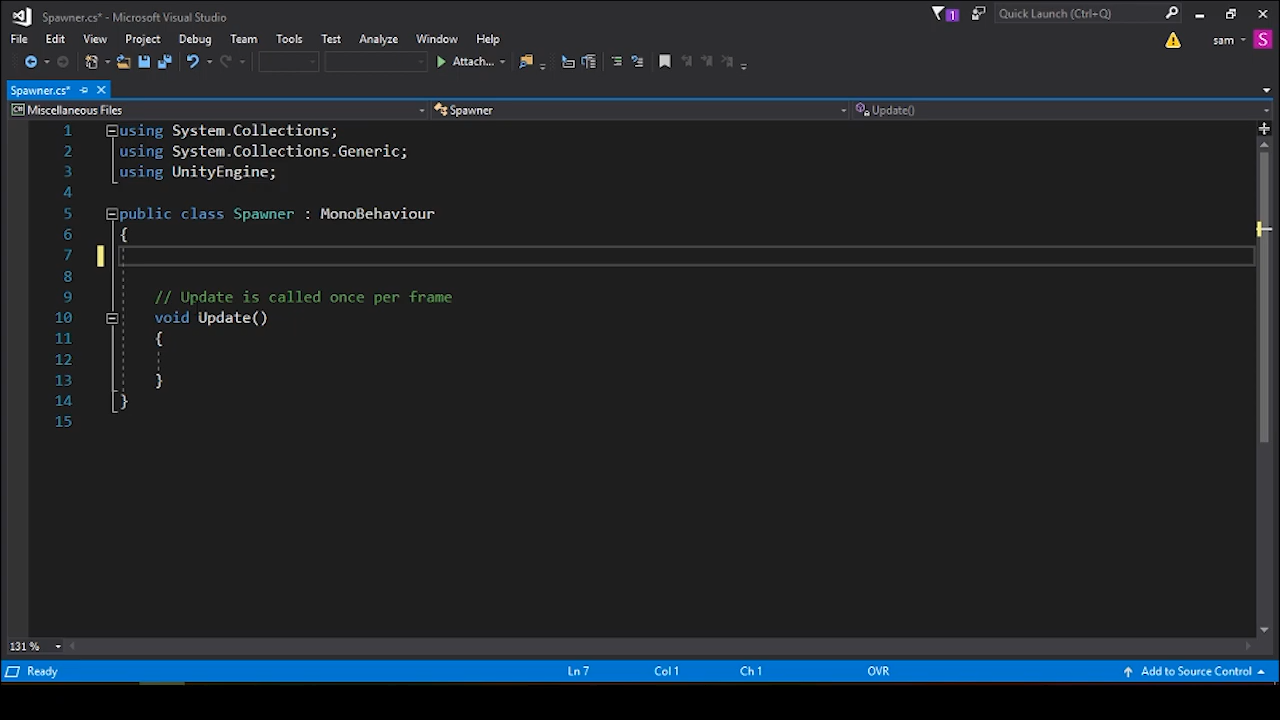 Spawner.cs* - Microsoft Visual Studio
1
Quick Launch (Ctrl+Q)
File Edit View Project Debug Team Tools Test Analyze Window Help
sam S
Attach...
Spawner.cs*
Miscellaneous Files Spawner Update()
1 using System.Collections;
2 using System.Collections.Generic;
3 using UnityEngine;
4
5 public class Spawner : MonoBehaviour
6 {
7
8
9 // Update is called once per frame
10 void Update()
11 {
12
13 }
14 }
15
131 %
Ready Ln 7 Col 1 Ch 1 OVR Add to Source Control